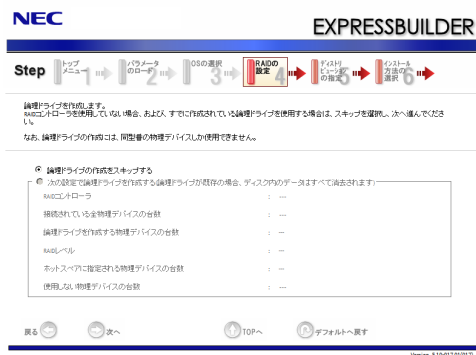 NEC
EXPRESSBUILDER
Step
トップメニュー 1
パラメータのロード 2
OSの選択 3
RAIDの設定 4
ディストリビューションの指定 5
インストール方法の選択 6
論理ドライブを作成します。
RAIDコントローラを使用していない場合、および、すでに作成されている論理ドライブを使用する場合は、スキップを選択し、次へ進んでください。
なお、論理ドライブの作成には、同型番の物理デバイスしか使用できません。
論理ドライブの作成をスキップする
次の設定で論理ドライブを作成する(論理ドライブが既存の場合、ディスク内のデータはすべて消去されます)
RAIDコントローラ : ---
接続されている全物理デバイスの台数 : ---
論理ドライブを作成する物理デバイスの台数 : ---
RAIDレベル : ---
ホットスペアに指定される物理デバイスの台数 : ---
使用しない物理デバイスの台数 : ---
戻る 次へ TOPへ デフォルトへ戻す